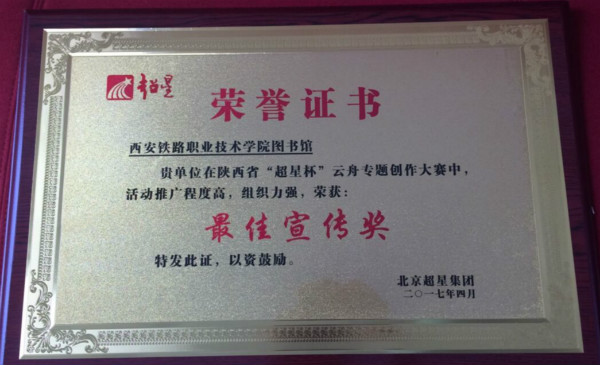 超星
荣誉证书
西安铁路职业技术学院图书馆
贵单位在陕西省“超星杯”云舟专题创作大赛中，
活动推广程度高，组织力强，荣获：
最佳宣传奖
特发此证，以资鼓励。
北京超星集团
二〇一七年四月